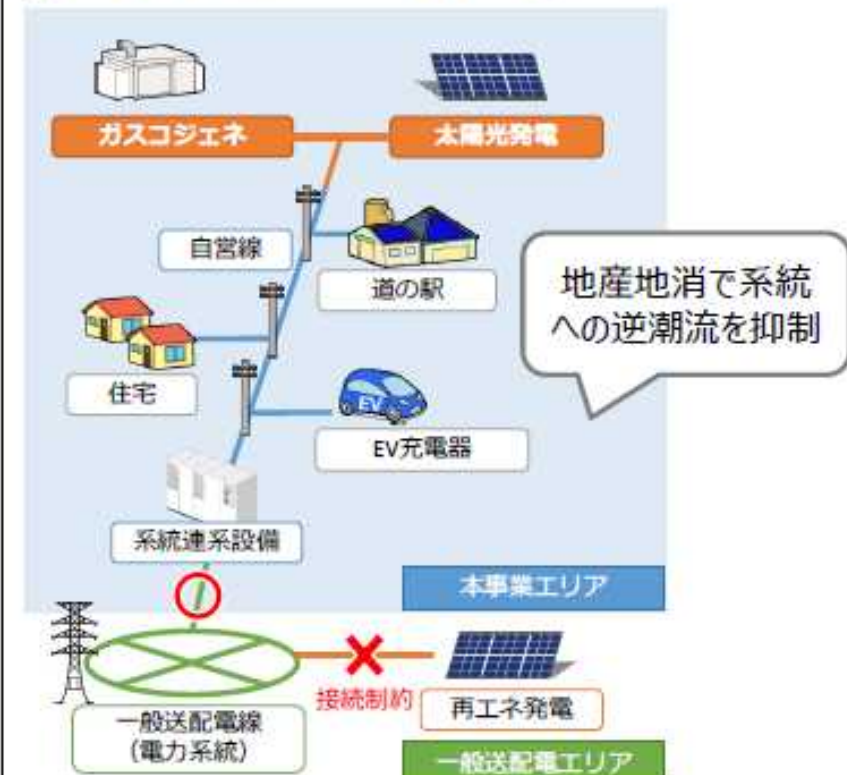 ガスコジェネ
太陽光発電
自営線
道の駅
地産地消で系統
への逆潮流を抑制
住宅
EV
EV充電器
系統連系設備
本事業エリア
接続制約
再エネ発電
一般送配電線
（電力系統）
一般送配電エリア